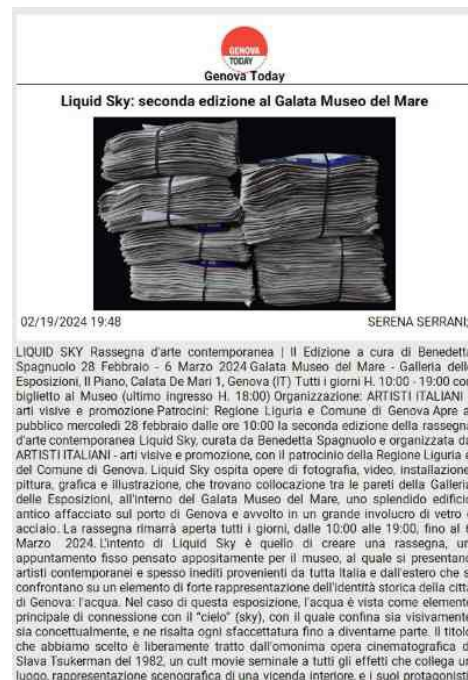 GENOVA
TODAY
Genova Today
Liquid Sky: seconda edizione al Galata Museo del Mare
02/19/2024 19:48
SERENA SERRANI;
LIQUID SKY Rassegna d'arte contemporanea | II Edizione a cura di Benedetta
Spagnuolo 28 Febbraio - 6 Marzo 2024 Galata Museo del Mare - Galleria delle
Esposizioni, II Piano, Calata De Mari 1, Genova (IT) Tutti i giorni H. 10:00 - 19:00 con
biglietto al Museo (ultimo ingresso H. 18:00) Organizzazione: ARTISTI ITALIANI
arti visive e promozione Patrocini: Regione Liguria e Comune di Genova Apre al
pubblico mercoledì 28 febbraio dalle ore 10:00 la seconda edizione della rassegna
d'arte contemporanea Liquid Sky, curata da Benedetta Spagnuolo e organizzata da
ARTISTI ITALIANI - arti visive e promozione, con il patrocinio della Regione Liguria e
del Comune di Genova. Liquid Sky ospita opere di fotografia, video, installazione,
pittura, grafica e illustrazione, che trovano collocazione tra le pareti della Galleria
delle Esposizioni, all'interno del Galata Museo del Mare, uno splendido edificio
antico affacciato sul porto di Genova e avvolto in un grande involucro di vetro e
acciaio. La rassegna rimarrà aperta tutti i giorni, dalle 10:00 alle 19:00, fino al
Marzo 2024. L'intento di Liquid Sky è quello di creare una rassegna, un
appuntamento fisso pensato appositamente per il museo, al quale si presentano
artisti contemporanei e spesso inediti provenienti da tutta Italia e dall'estero che si
confrontano su un elemento di forte rappresentazione dell'identità storica della città
di Genova: l'acqua. Nel caso di questa esposizione, l'acqua è vista come elemento
principale di connessione con il "cielo" (sky), con il quale confina sia visivamente
sia concettualmente, e ne risalta ogni sfaccettatura fino a diventarne parte. Il titolo
che abbiamo scelto è liberamente tratto dall'omonima opera cinematografica di
Slava Tsukerman del 1982, un cult movie seminale a tutti gli effetti che collega un
luogo, rappresentazione scenografica di una vicenda interiore, e i suoi protagonisti